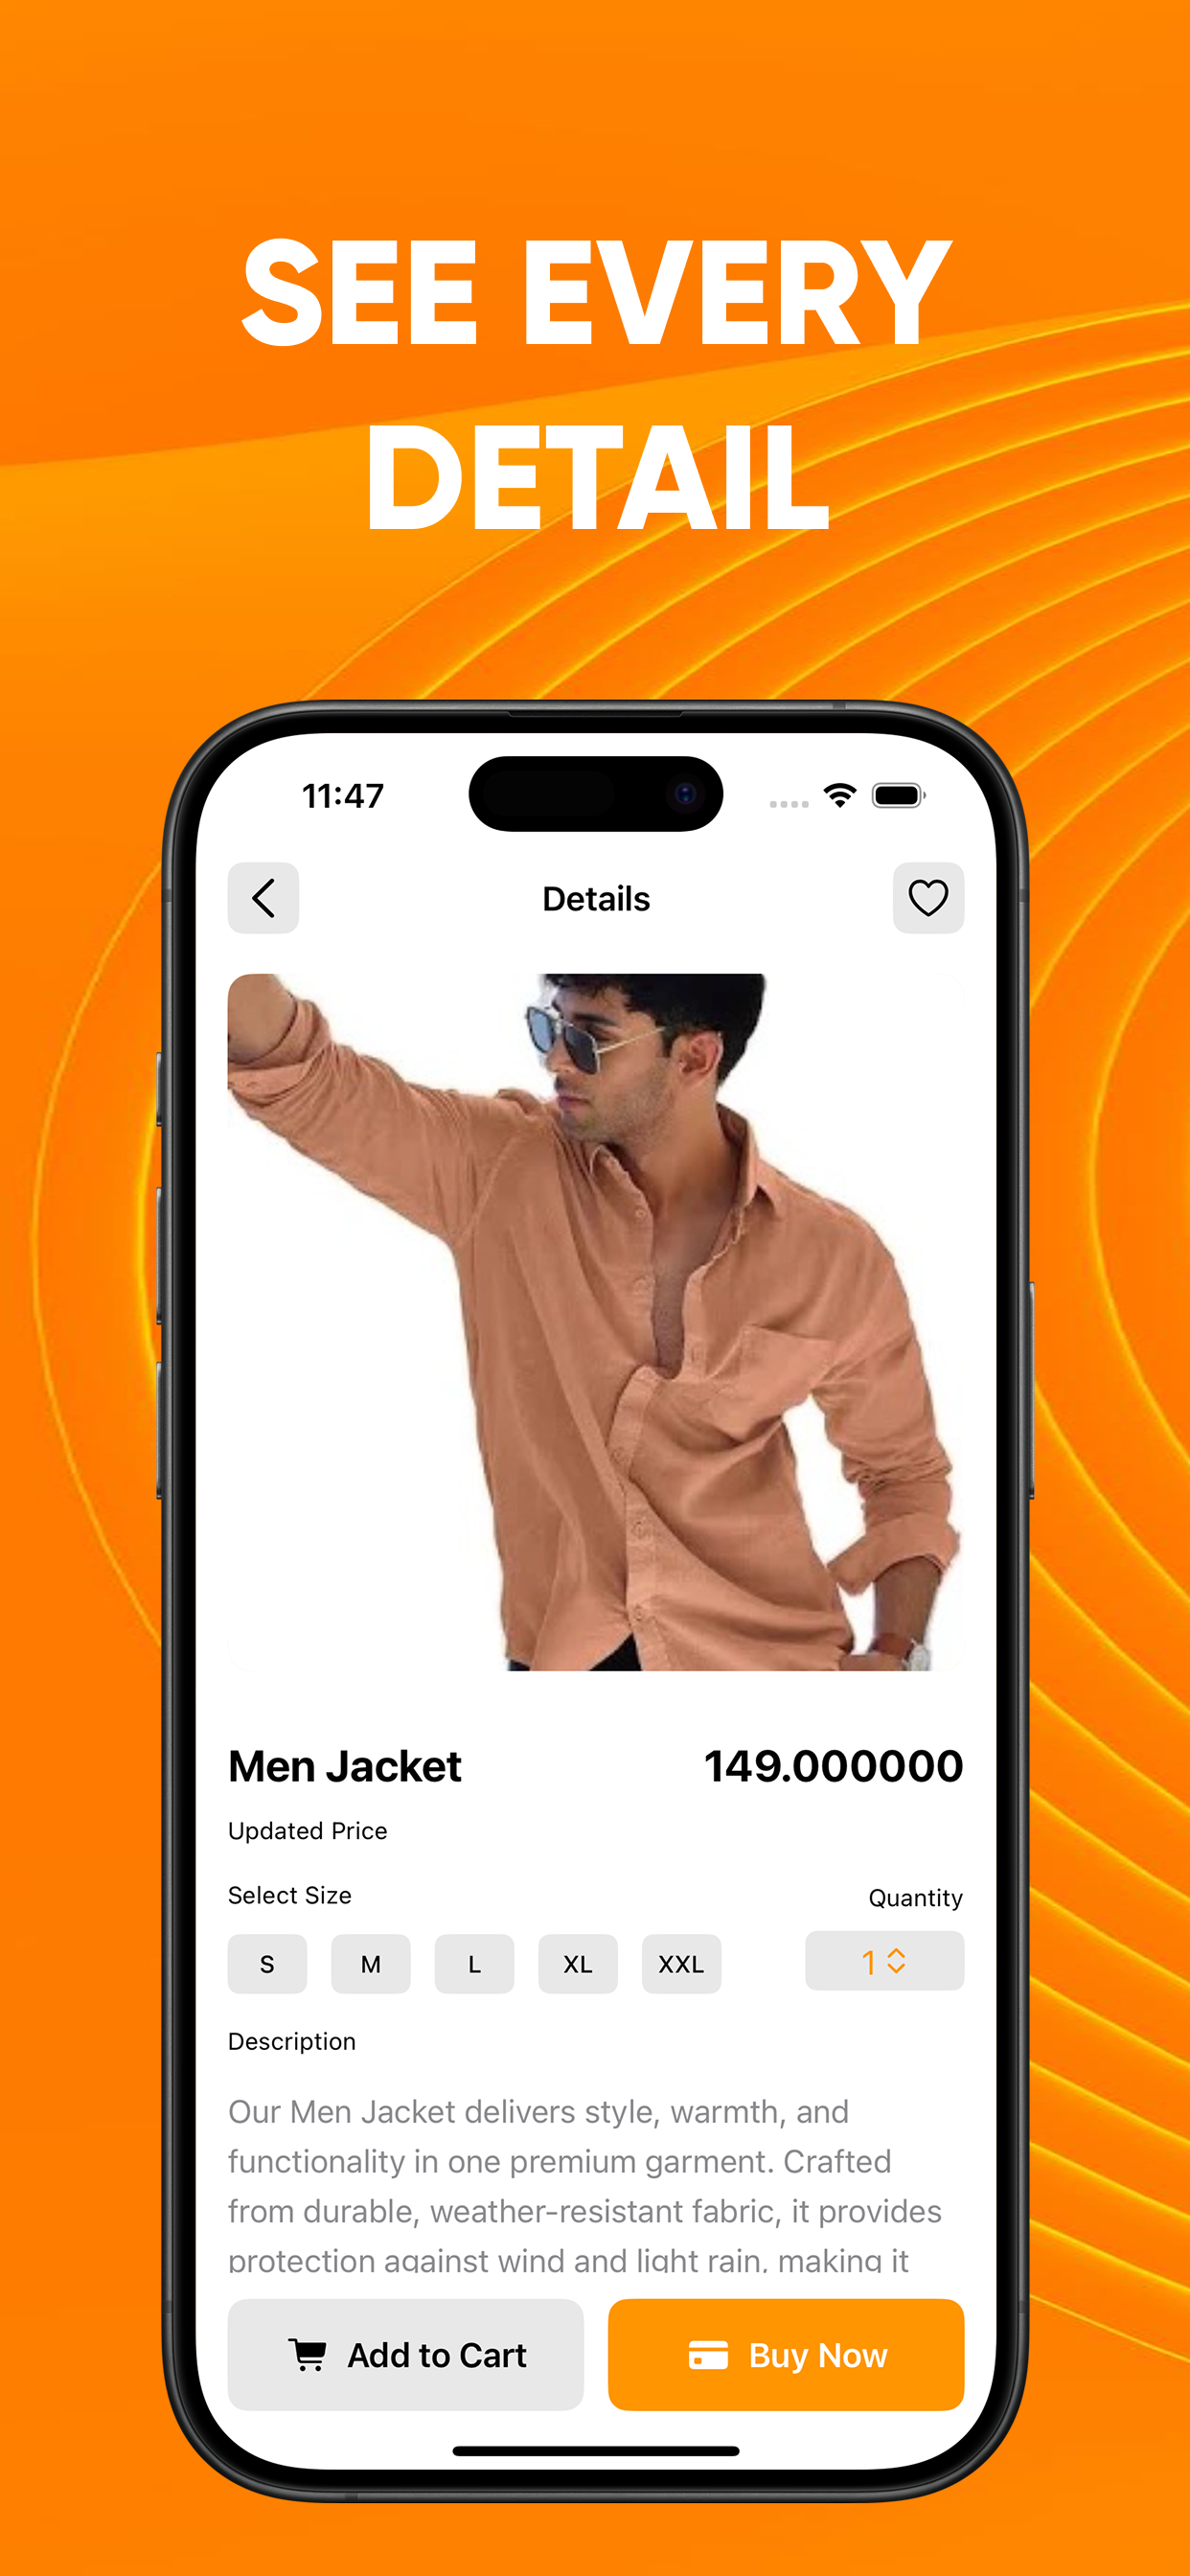 SEE EVERY
DETAIL
11:47
Details
Men Jacket
149.000000
Updated Price
Select Size
Quantity
S M L XL XXL
1
Description
Our Men Jacket delivers style, warmth, and
functionality in one premium garment. Crafted
from durable, weather-resistant fabric, it provides
protection against wind and light rain, making it
Add to Cart
Buy Now